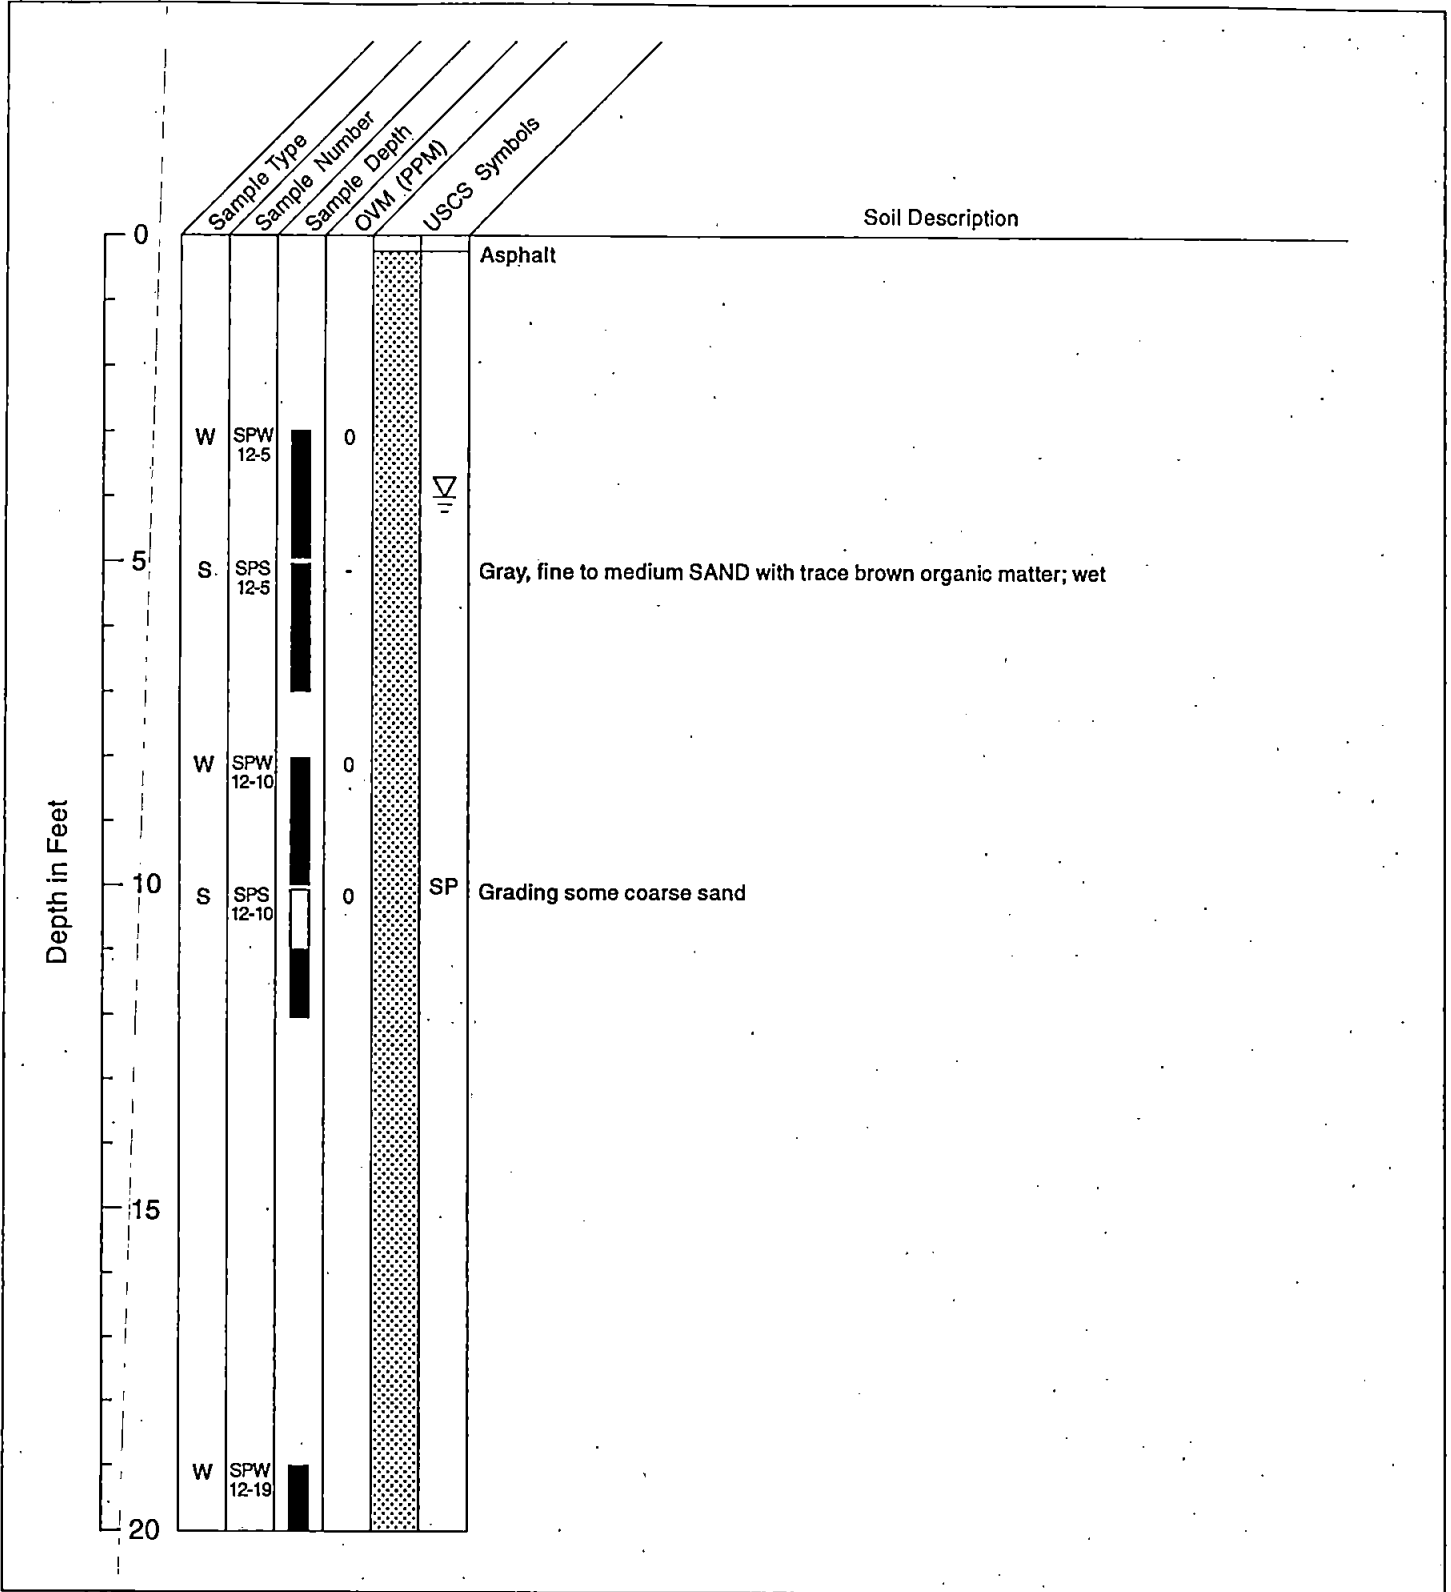 Sample Type
Sample Number
Sample Depth
OVM (PPM)
USCS Symbols
Soil Description
0
Asphalt
W SPW 0
12-5
5
S SPS - Gray, fine to medium SAND with trace brown organic matter; wet
12-5
W SPW 0
12-10
10 SP
S SPS 0 Grading some coarse sand
12-10
Depth in Feet
15
W SPW
12-19
20